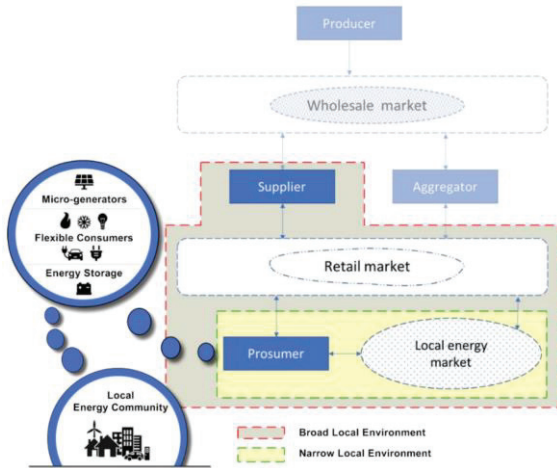 Producer
Wholesale market
Supplier
Aggregator
Micro-generators
Flexible Consumers
Energy Storage
Retail market
Prosumer
Local energy
market
Local
Energy Community
Broad Local Environment
Narrow Local Environment